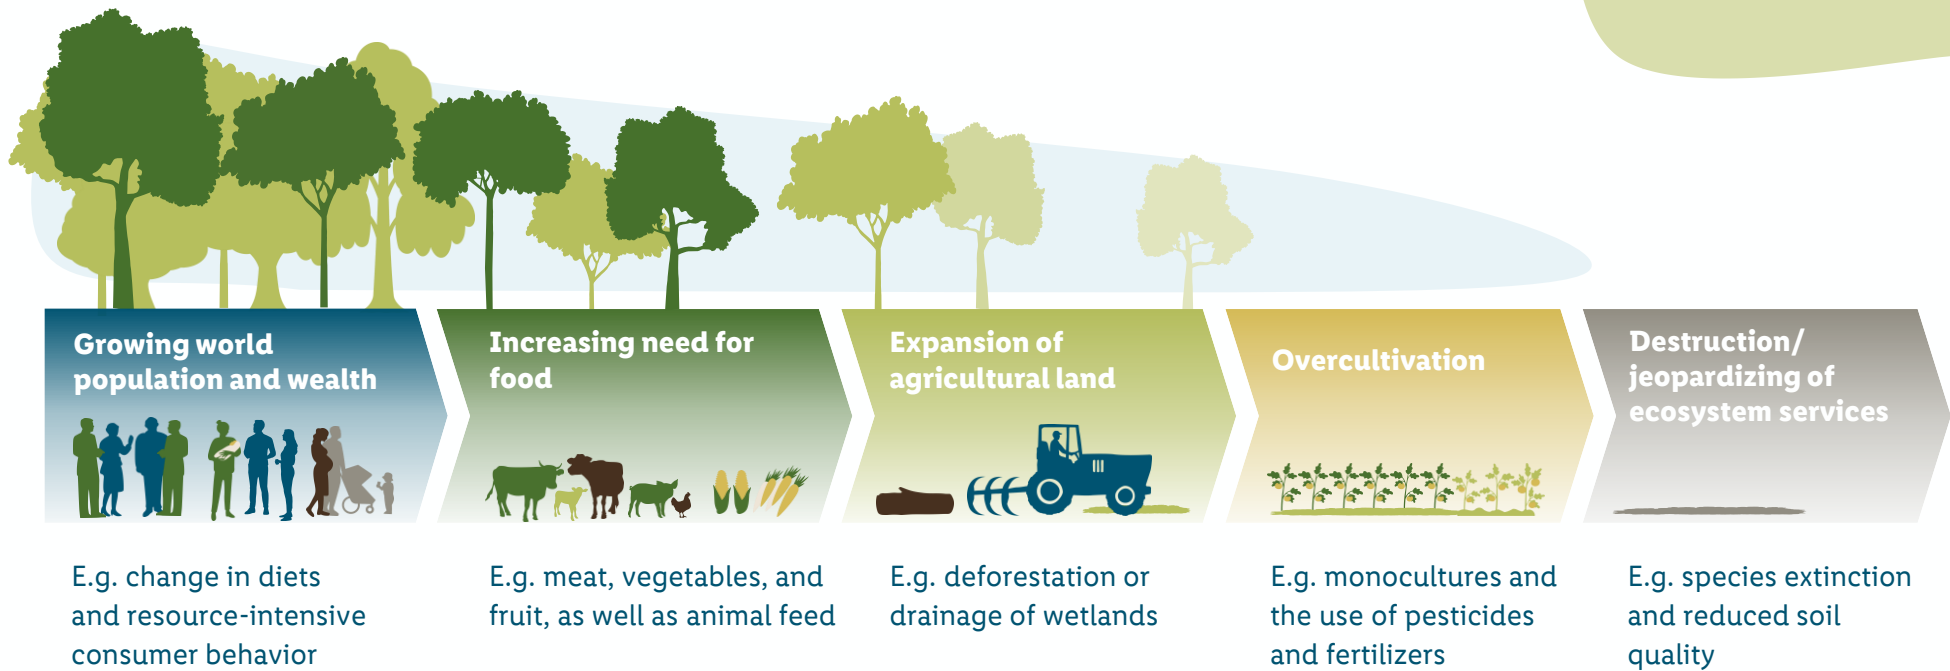 Growing world
population and wealth
Increasing need for
food
Expansion of
agricultural land
Overcultivation
Destruction/
jeopardizing of
ecosystem services
E.g. change in diets
and resource-intensive
consumer behavior
E.g. meat, vegetables, and
fruit, as well as animal feed
E.g. deforestation or
drainage of wetlands
E.g. monocultures and
the use of pesticides
and fertilizers
E.g. species extinction
and reduced soil
quality